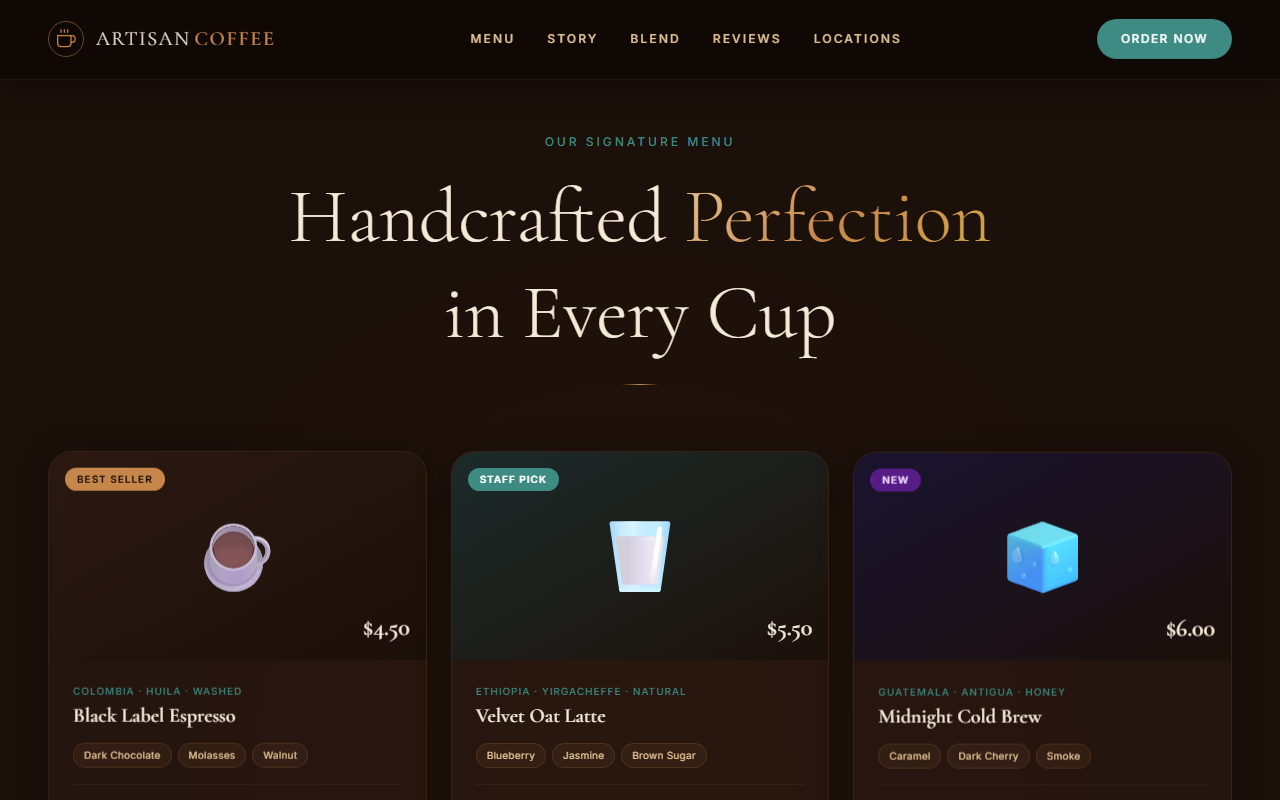 ARTISAN COFFEE
MENU
STORY
BLEND
REVIEWS
LOCATIONS
ORDER NOW
OUR SIGNATURE MENU
Handcrafted Perfection
in Every Cup
BEST SELLER
$4.50
COLOMBIA · HUILA · WASHED
Black Label Espresso
Dark Chocolate
Molasses
Walnut
STAFF PICK
$5.50
ETHIOPIA · YIRGACHEFFE · NATURAL
Velvet Oat Latte
Blueberry
Jasmine
Brown Sugar
NEW
$6.00
GUATEMALA · ANTIGUA · HONEY
Midnight Cold Brew
Caramel
Dark Cherry
Smoke